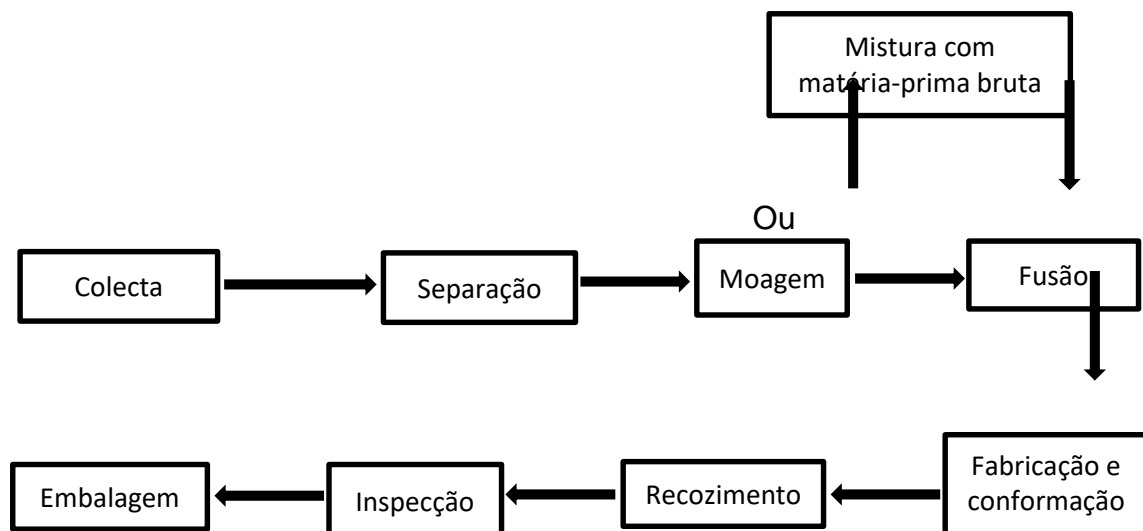 Mistura com
matéria-prima bruta
Ou
Colecta
Separação
Moagem
Fusão
Embalagem
Inspecção
Recozimento
Fabricação e
conformação